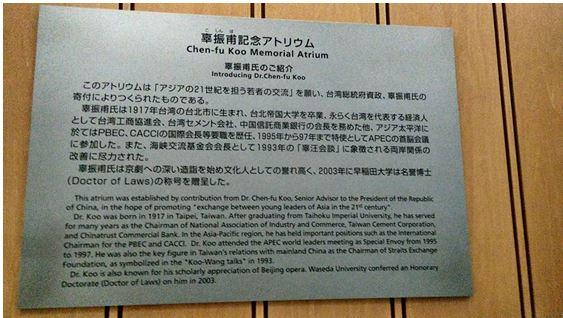 こ しん ぽ
辜振甫記念アトリウム
Chen-fu Koo Memorial Atrium
辜振甫氏のご紹介
Introducing Dr.Chen-fu Koo
このアトリウムは「アジアの21世紀を担う若者の交流」を願い、台湾総統府資政、辜振甫氏の
寄付によりつくられたものである。
辜振甫氏は1917年台湾の台北市に生まれ、台北帝国大学を卒業、永らく台湾を代表する経済人
として台湾工商協進会、台湾セメント会社、中国信託商業銀行の会長を務めた他、アジア太平洋に
於てはPBEC、CACCIの国際会長等要職を歴任、1995年から97年まで特使としてAPECの首脳会議
に参加した。また、海峡交流基金会会長として1993年の「辜汪会談」に象徴される両岸関係の
改善に尽力された。
辜振甫氏は京劇への深い造詣を始め文化人としての誉れ高く、2003年に早稲田大学は名誉博士
(Doctor of Laws)の称号を贈呈した。
This atrium was established by contribution from Dr. Chen-fu Koo, Senior Advisor to the President of the Republic
of China, in the hope of promoting "exchange between young leaders of Asia in the 21st century".
Dr. Koo was born in 1917 in Taipei, Taiwan. After graduating from Taihoku Imperial University, he has served
for many years as the Chairman of National Association of Industry and Commerce, Taiwan Cement Corporation,
and Chinatrust Commercial Bank. In the Asia-Pacific region, he has held important positions such as the International
Chairman for the PBEC and CACCI. Dr. Koo attended the APEC world leaders meeting as Special Envoy from 1995
to 1997. He was also the key figure in Taiwan's relations with mainland China as the Chairman of Straits Exchange
Foundation, as symbolized in the "Koo-Wang talks" in 1993.
Dr. Koo is also known for his scholarly appreciation of Beijing opera. Waseda University conferred an Honorary
Doctorate (Doctor of Laws) on him in 2003.